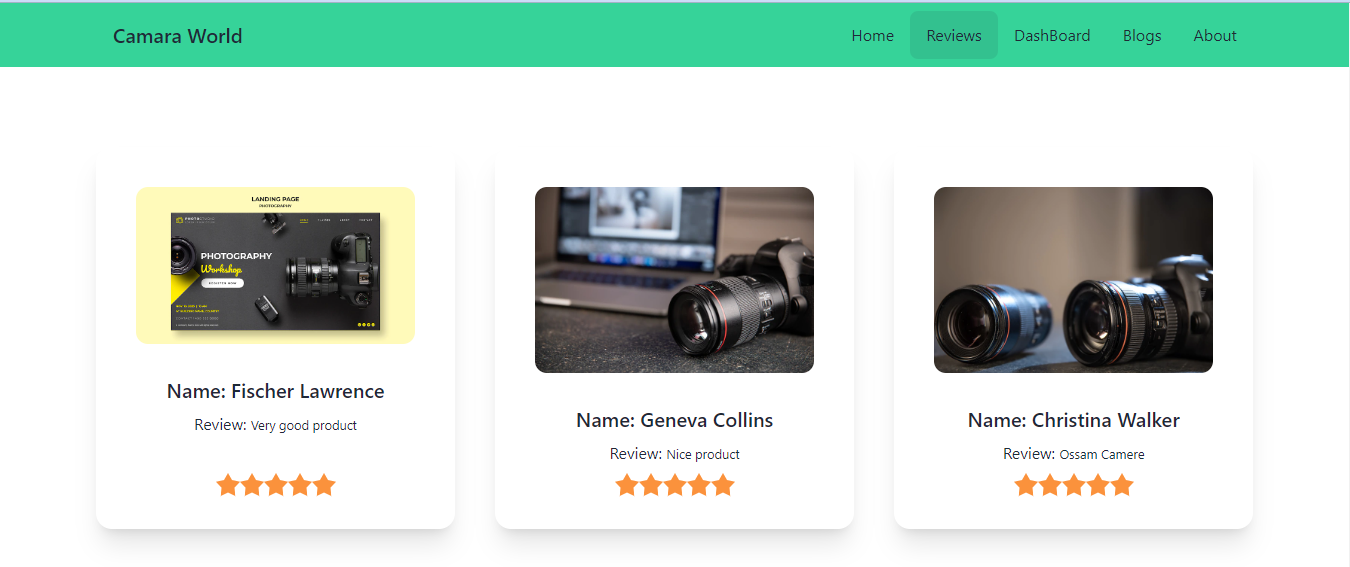 Camara World
Home Reviews DashBoard Blogs About
LANDING PAGE
PHOTOGRAPHY
PHOTOSTUDIO
PHOTOGRAPHY
Workshop
REGISTER NOW
Name: Fischer Lawrence
Review: Very good product
Name: Geneva Collins
Review: Nice product
Name: Christina Walker
Review: Ossam Camere